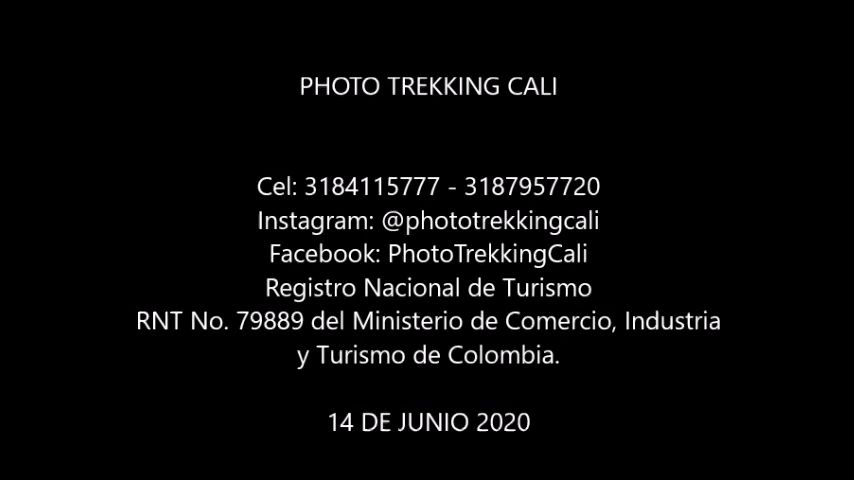 PHOTO TREKKING CALI
Cel: 3184115777 - 3187957720
Instagram: @phototrekkingcali
Facebook: PhotoTrekkingCali
Registro Nacional de Turismo
RNT No. 79889 del Ministerio de Comercio, Industria
y Turismo de Colombia.
14 DE JUNIO 2020